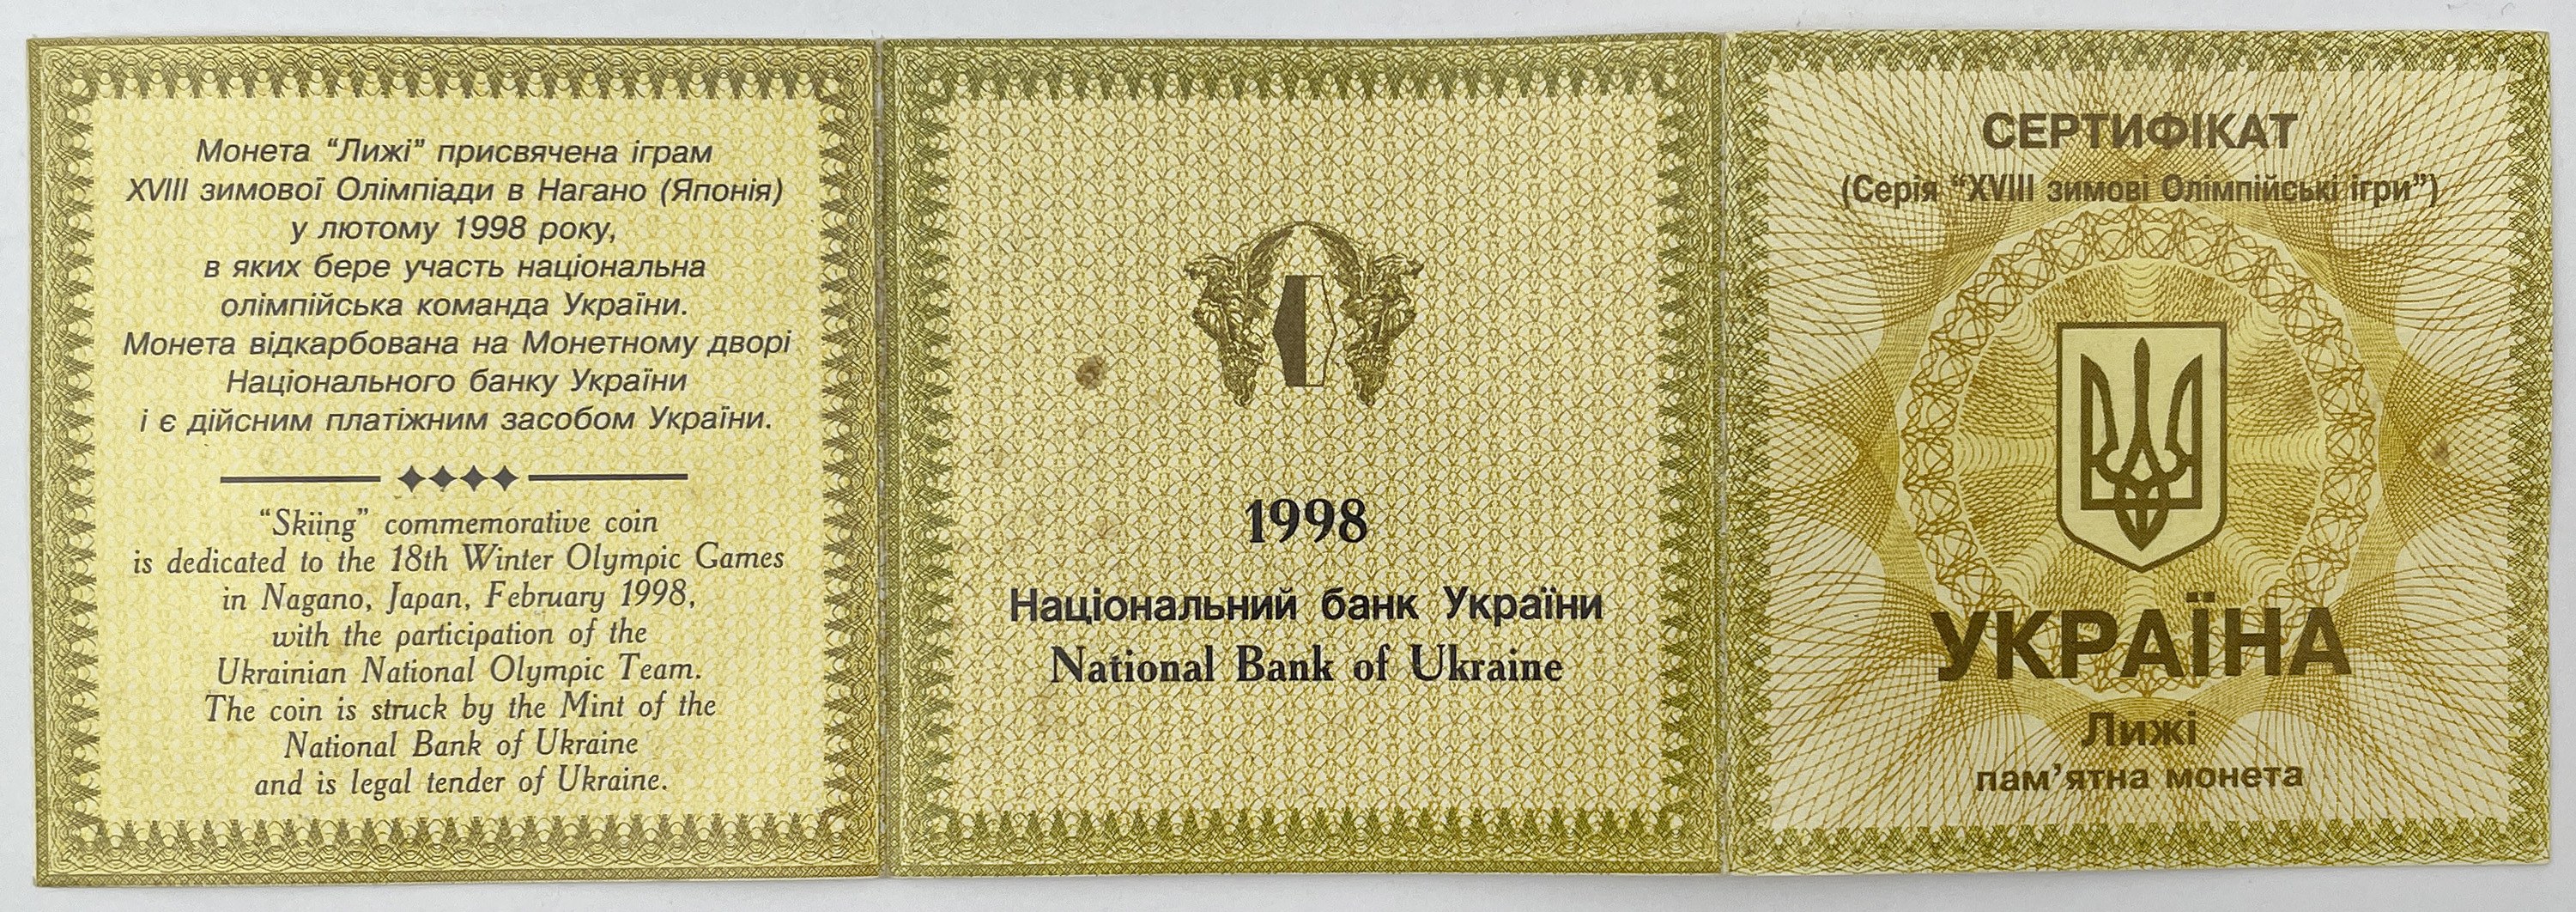 Монета “Лижі” присвячена іграм
XVIII зимової Олімпіади в Нагано (Японія)
у лютому 1998 року,
в яких бере участь національна
олімпійська команда України.
Монета відкарбована на Монетному дворі
Національного банку України
і є дійсним платіжним засобом України.
“Skiing” commemorative coin
is dedicated to the 18th Winter Olympic Games
in Nagano, Japan, February 1998,
with the participation of the
Ukrainian National Olympic Team.
The coin is struck by the Mint of the
National Bank of Ukraine
and is legal tender of Ukraine.
1998
Національний банк України
National Bank of Ukraine
СЕРТИФІКАТ
(Серія “XVIII зимові Олімпійські ігри”)
УКРАЇНА
Лижі
пам’ятна монета